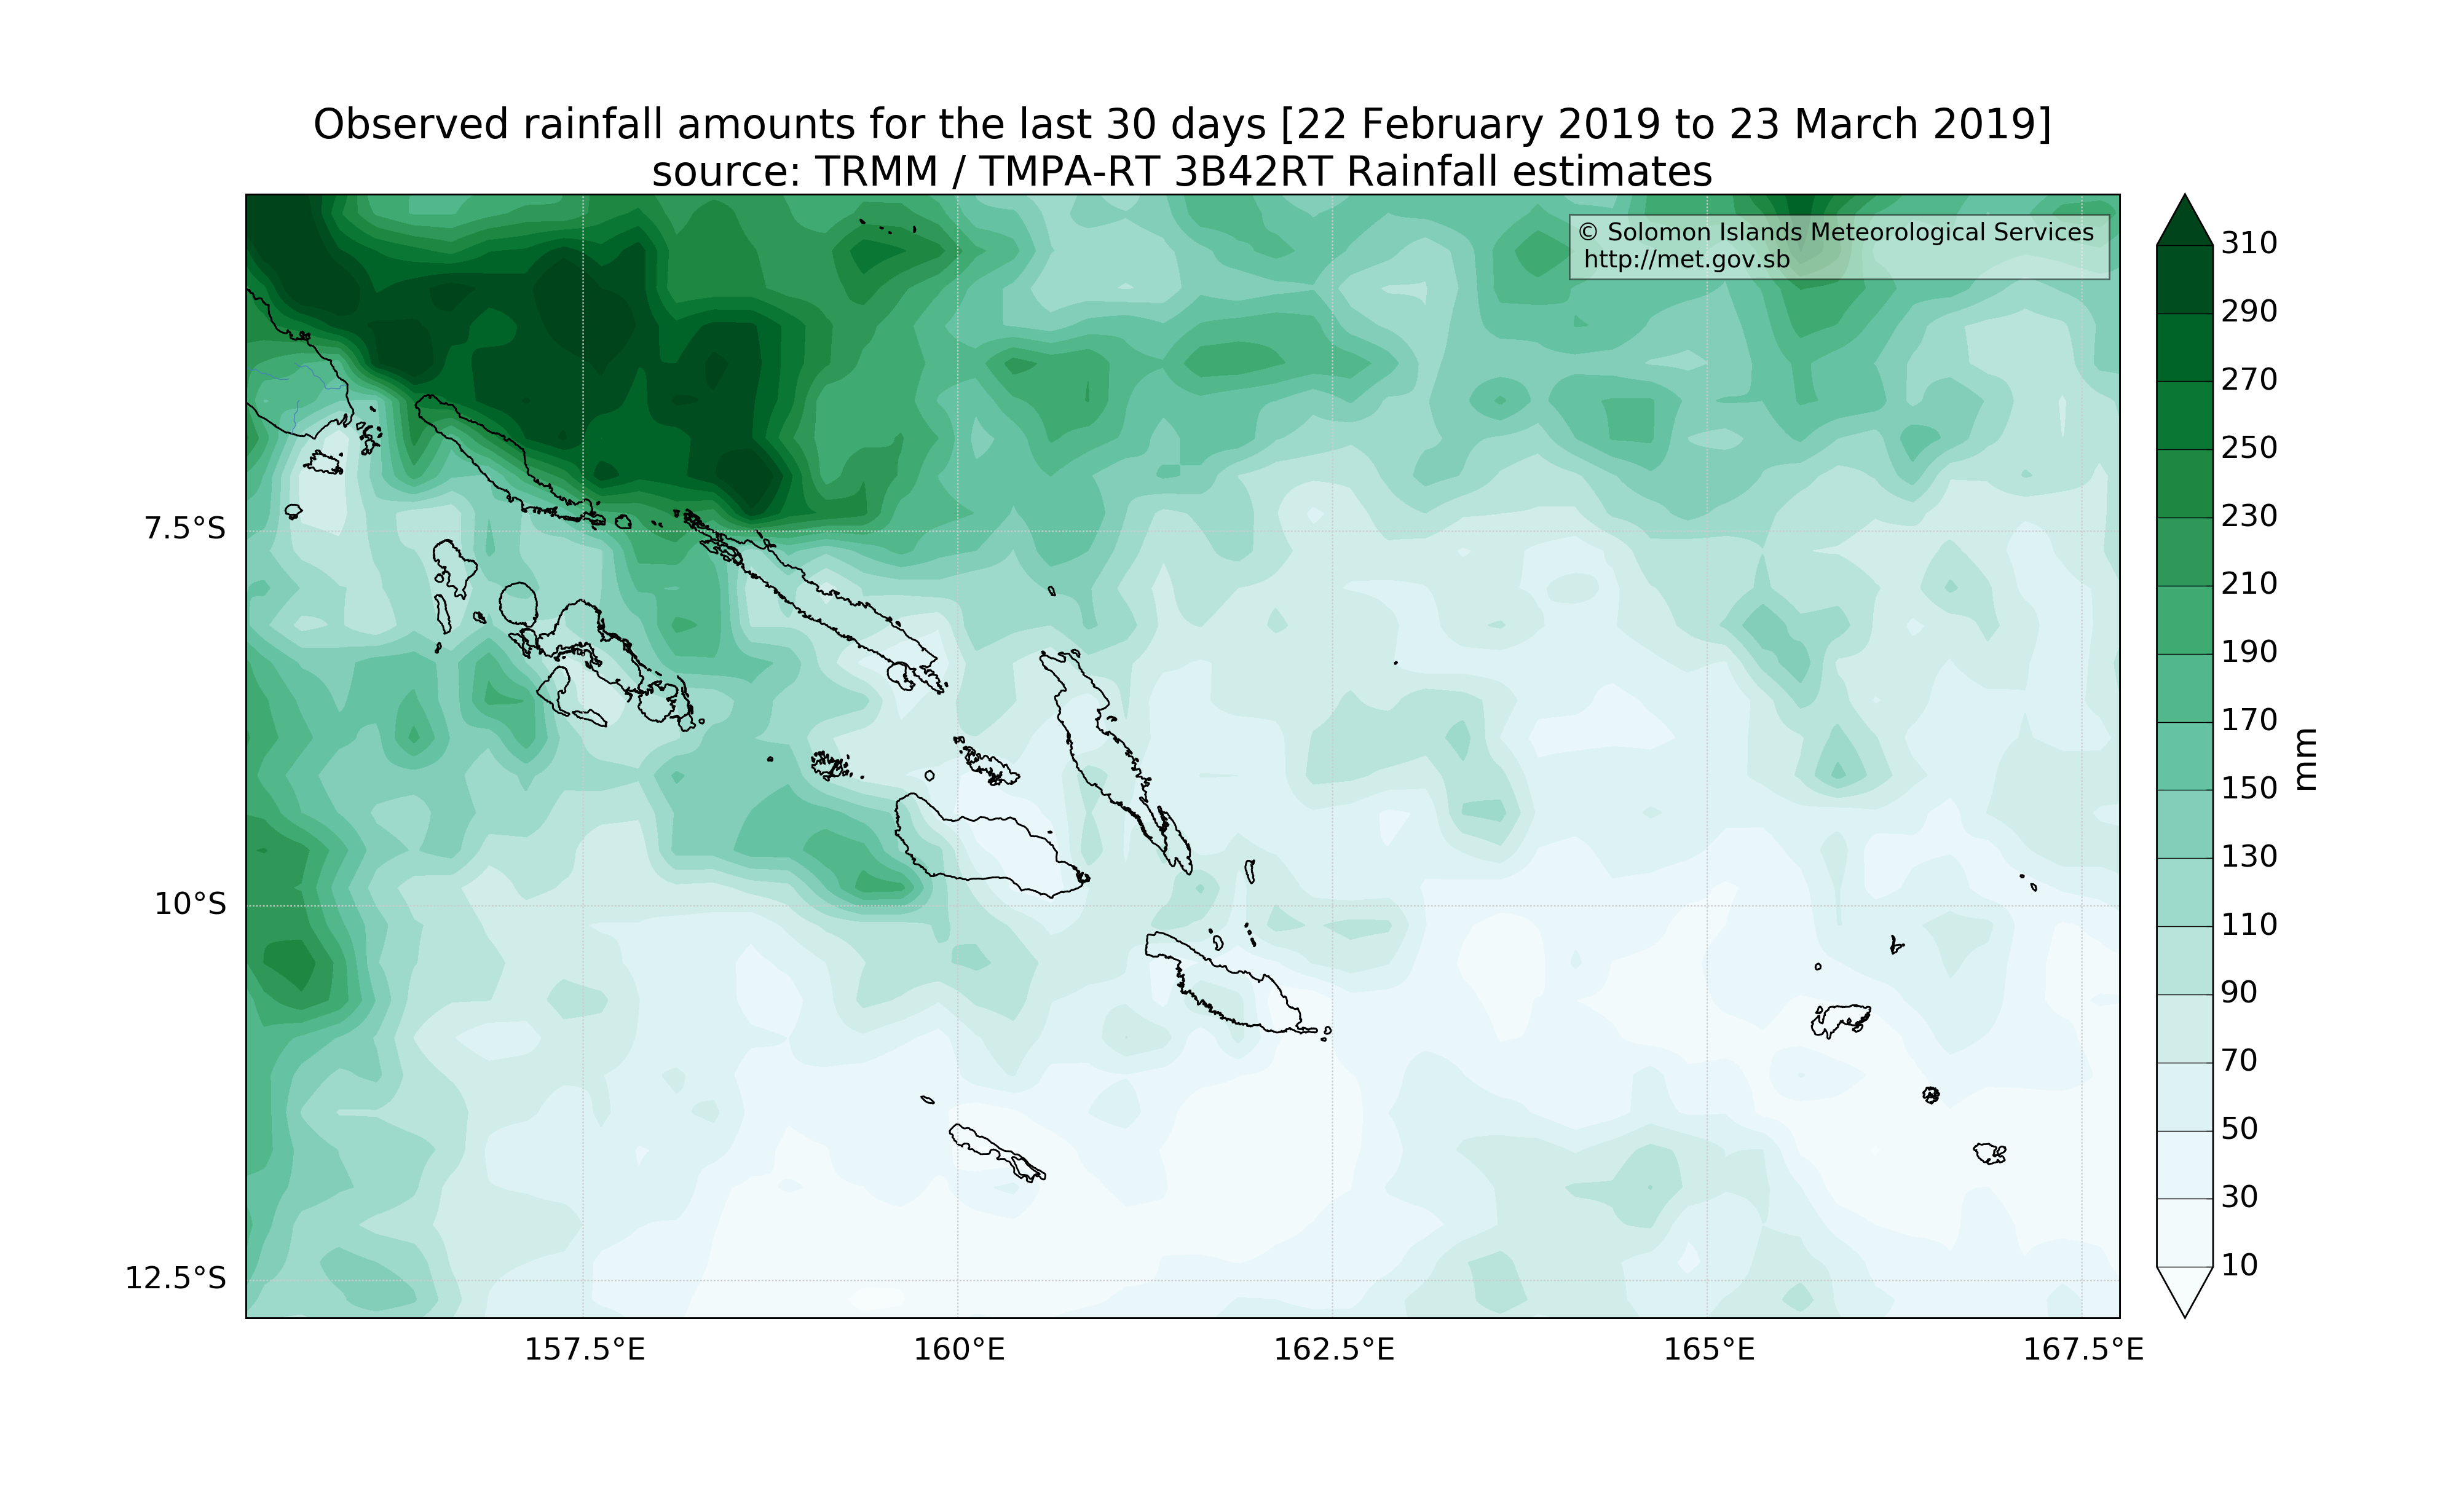 Observed rainfall amounts for the last 30 days [22 February 2019 to 23 March 2019]
source: TRMM / TMPA-RT 3B42RT Rainfall estimates
© Solomon Islands Meteorological Services
http://met.gov.sb
310
290
270
250
230
210
190
170
150
130
110
90
70
50
30
10
mm
7.5°S
10°S
12.5°S
157.5°E
160°E
162.5°E
165°E
167.5°E